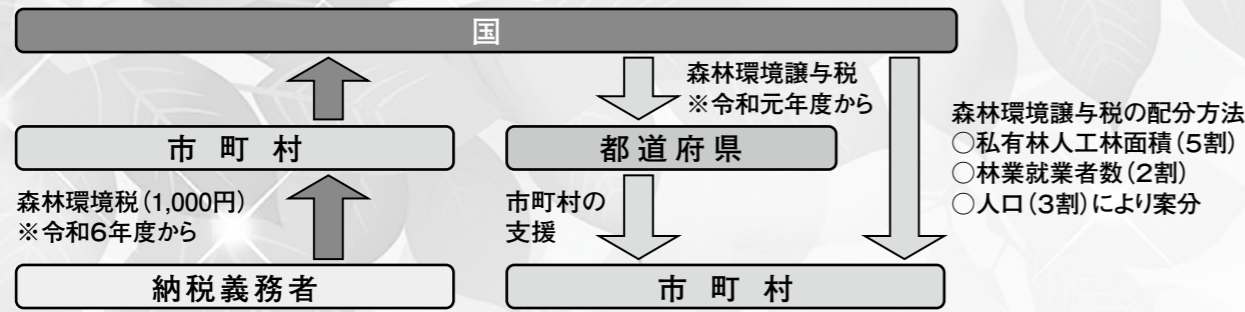 国
森林環境譲与税
※令和元年度から
市町村
都道府県
森林環境税(1,000円)
※令和6年度から
市町村の
支援
森林環境譲与税の配分方法
○私有林人工林面積(5割)
○林業就業者数(2割)
○人口(3割)により案分
納税義務者
市町村